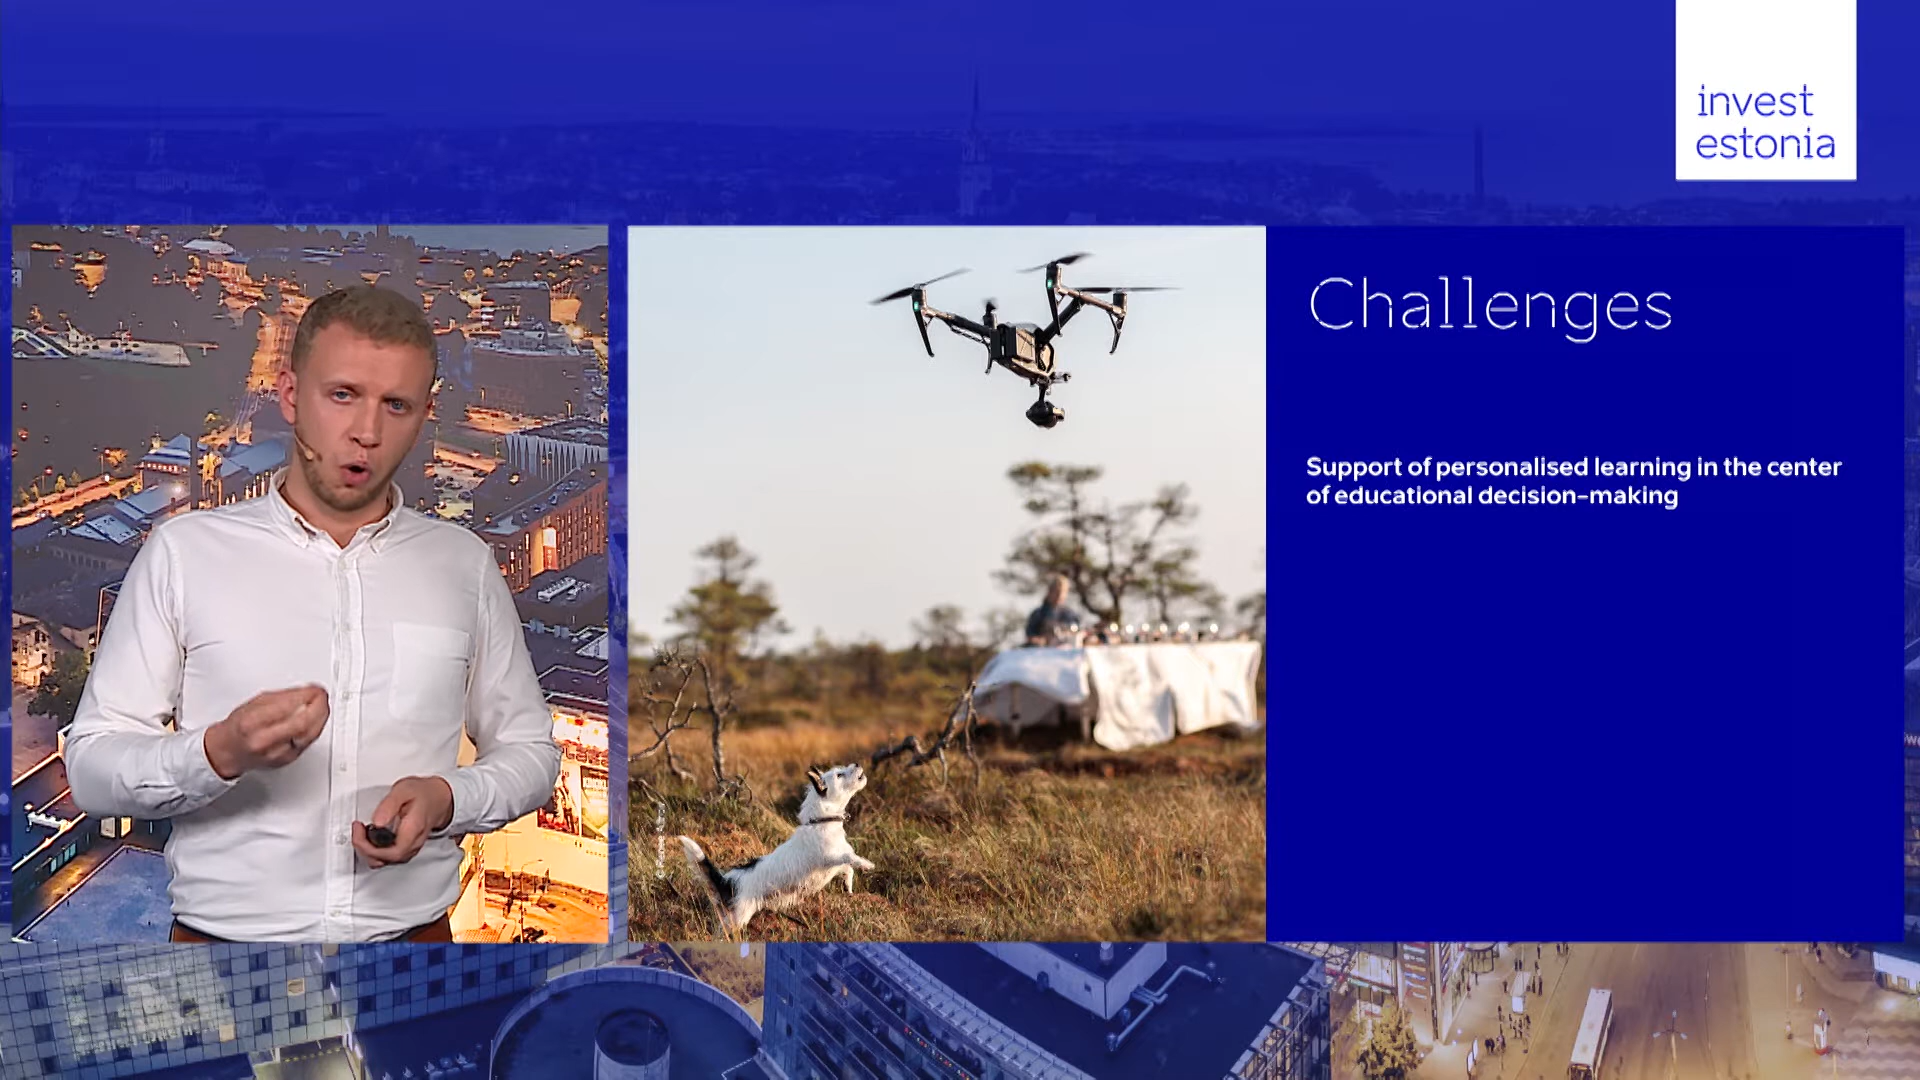 invest
estonia
Challenges
Support of personalised learning in the center
of educational decision-making